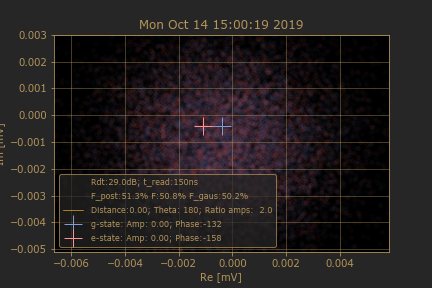 Mon Oct 14 15:00:19 2019
0.003
0.002
0.001
0.000
−0.001
−0.002
−0.003
−0.004
−0.005
[mV]
Rdt:29.0dB; t_read:150ns
F_post:51.3% F:50.8% F_gaus:50.2%
Distance:0.00; Theta: 180; Ratio amps: 2.0
g-state: Amp: 0.00; Phase:-132
e-state: Amp: 0.00; Phase:-158
−0.006 −0.004 −0.002 0.000 0.002 0.004
Re [mV]